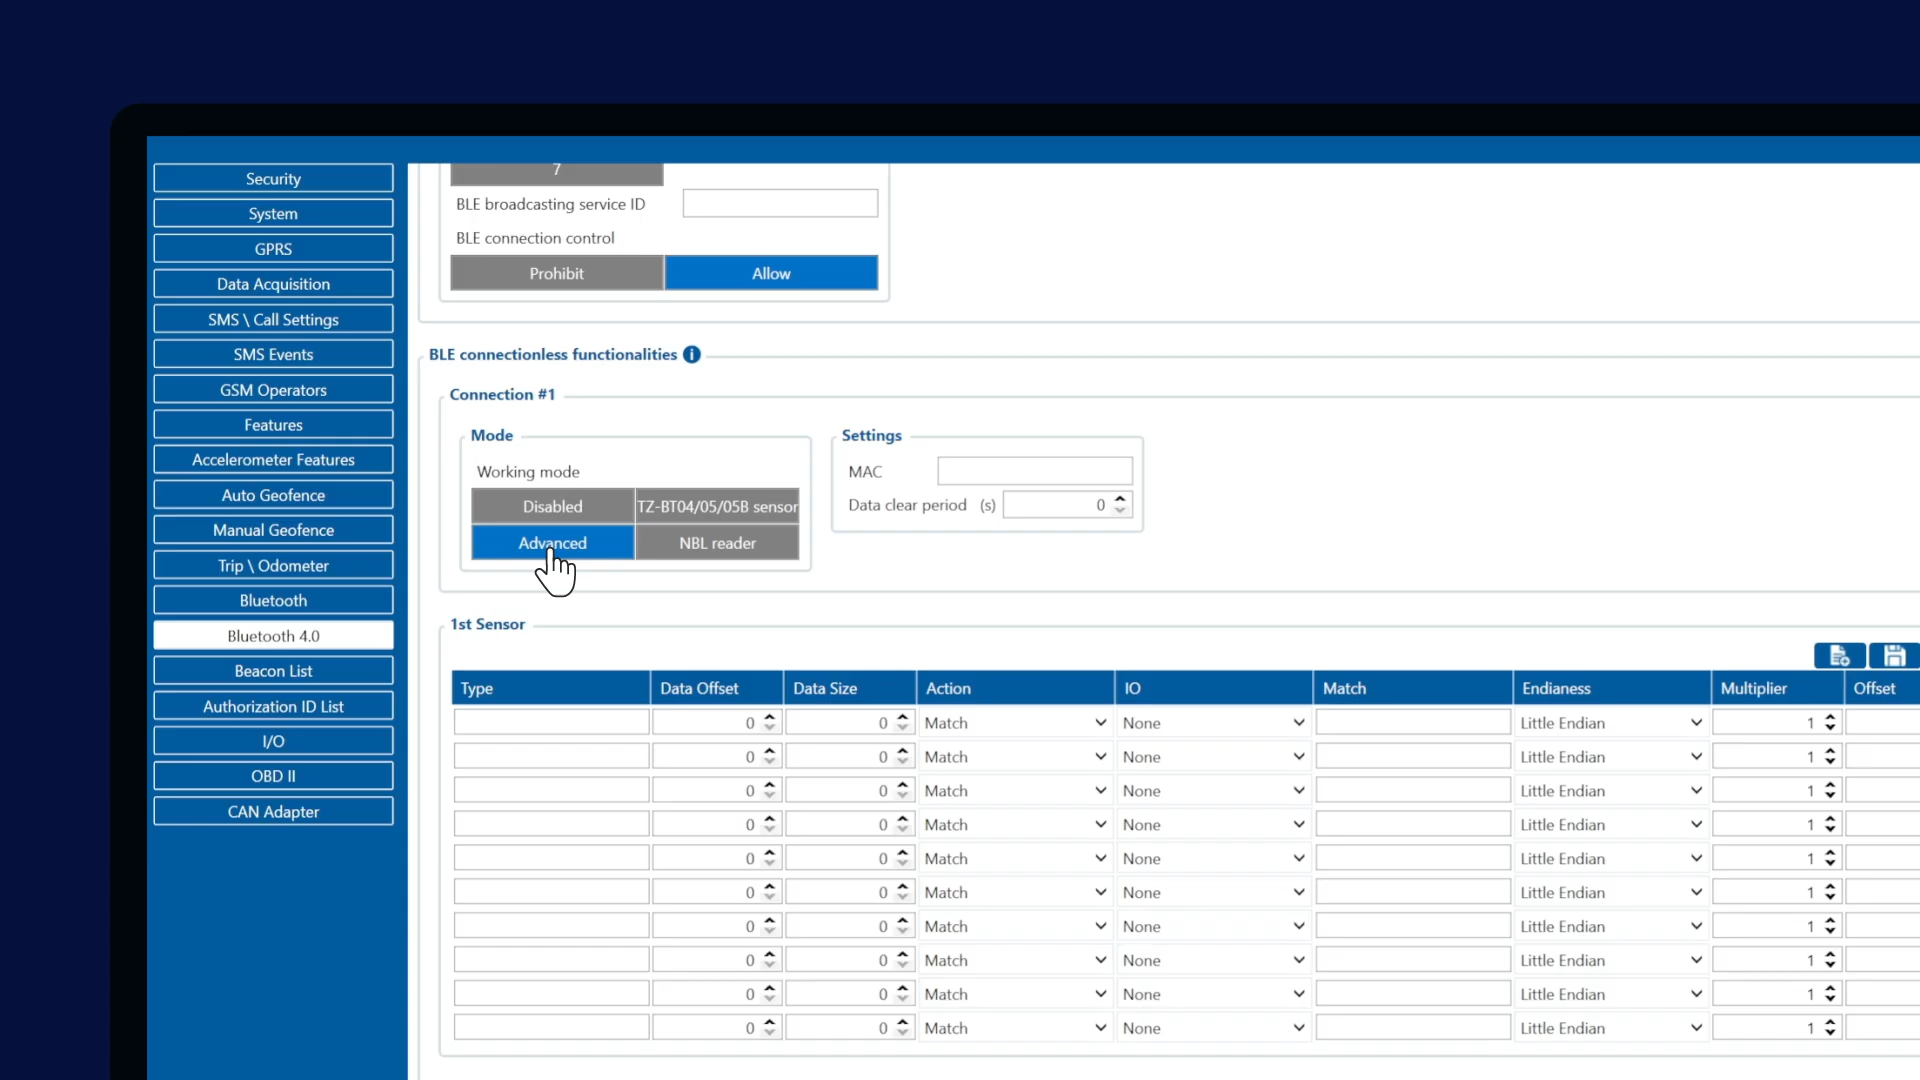 Security
System
GPRS
Data Acquisition
SMS \ Call Settings
SMS Events
GSM Operators
Features
Accelerometer Features
Auto Geofence
Manual Geofence
Trip \ Odometer
Bluetooth
Bluetooth 4.0
Beacon List
Authorization ID List
I/O
OBD II
CAN Adapter
7
BLE broadcasting service ID
BLE connection control
Prohibit Allow
BLE connectionless functionalities i
Connection #1
Mode
Working mode
Disabled TZ-BT04/05/05B sensor
Advanced NBL reader
Settings
MAC
Data clear period (s) 0
1st Sensor
Type Data Offset Data Size Action IO Match Endianess Multiplier Offset
0 0 Match None Little Endian 1
0 0 Match None Little Endian 1
0 0 Match None Little Endian 1
0 0 Match None Little Endian 1
0 0 Match None Little Endian 1
0 0 Match None Little Endian 1
0 0 Match None Little Endian 1
0 0 Match None Little Endian 1
0 0 Match None Little Endian 1
0 0 Match None Little Endian 1